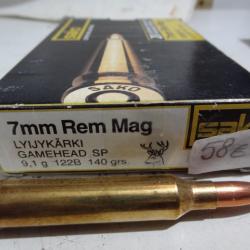 SAKO
7mm Rem Mag
LYIJYKÄRKI
GAMEHEAD SP
9,1 g 122B 140 grs.
sako
58€